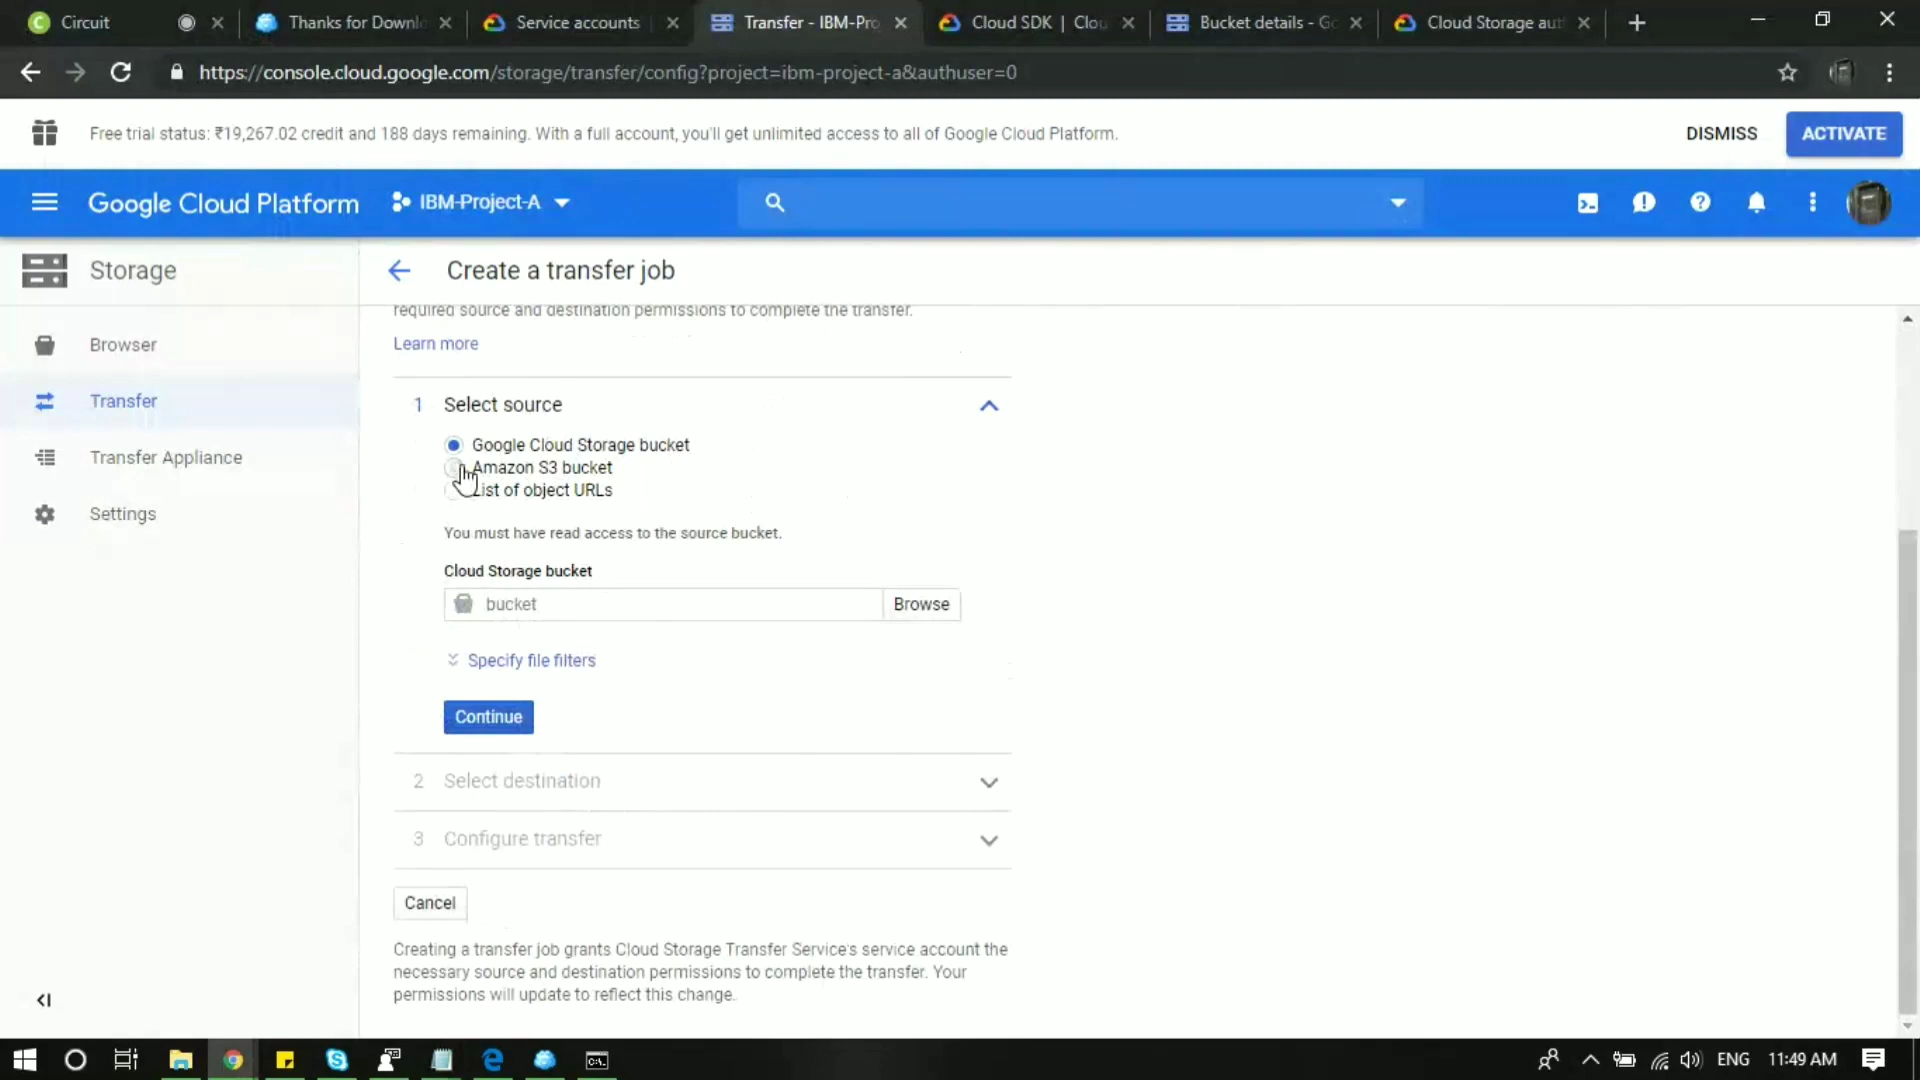 Circuit
Thanks for Downl
Service accounts
Transfer - IBM-Pro
Cloud SDK | Clou
Bucket details - Go
Cloud Storage aut
https://console.cloud.google.com/storage/transfer/config?project=ibm-project-a&authuser=0
Free trial status: ₹19,267.02 credit and 188 days remaining. With a full account, you'll get unlimited access to all of Google Cloud Platform.
DISMISS
ACTIVATE
Google Cloud Platform
IBM-Project-A
Storage
Create a transfer job
required source and destination permissions to complete the transfer.
Learn more
Browser
Transfer
Transfer Appliance
Settings
1 Select source
Google Cloud Storage bucket
Amazon S3 bucket
List of object URLs
You must have read access to the source bucket.
Cloud Storage bucket
bucket
Browse
Specify file filters
Continue
2 Select destination
3 Configure transfer
Cancel
Creating a transfer job grants Cloud Storage Transfer Service's service account the
necessary source and destination permissions to complete the transfer. Your
permissions will update to reflect this change.
ENG
11:49 AM